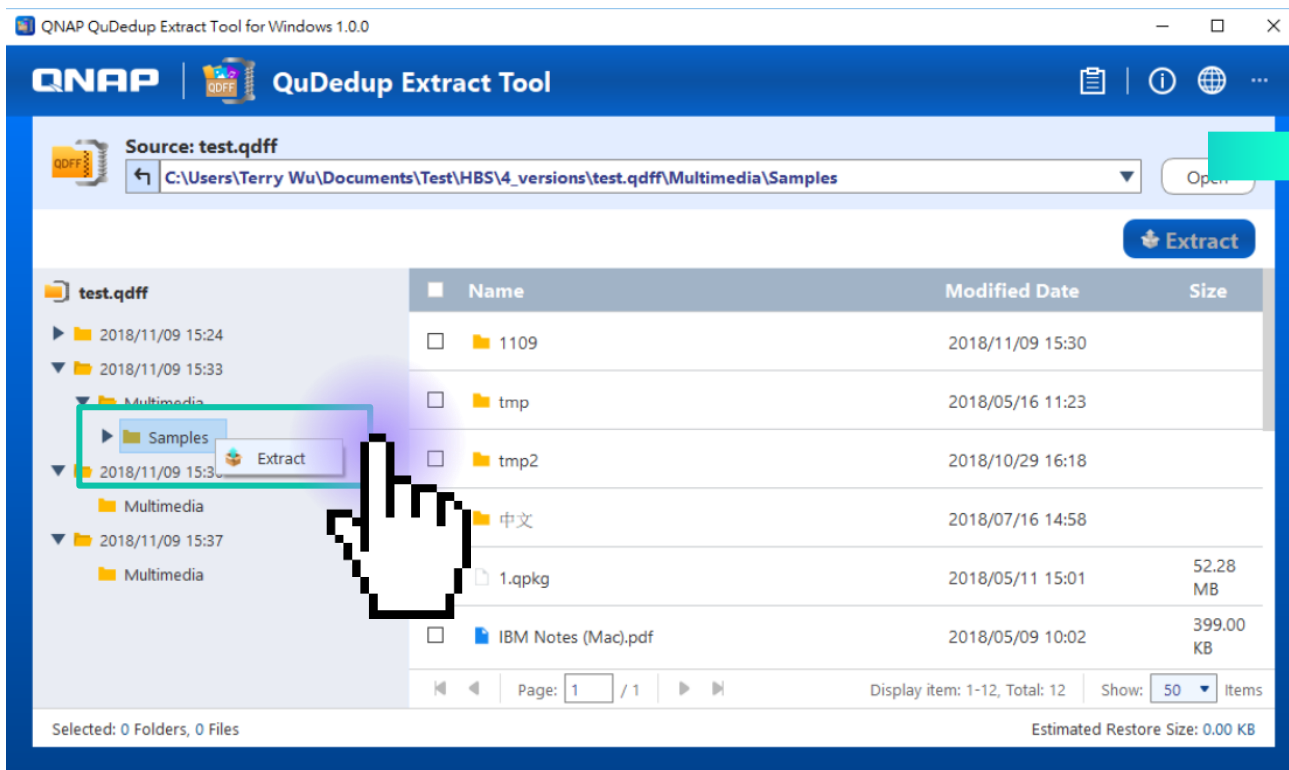 QNAP QuDedup Extract Tool for Windows 1.0.0
QNAP QDFF QuDedup Extract Tool
QDFF
Source: test.qdff
C:\Users\Terry Wu\Documents\Test\HBS\4_versions\test.qdff\Multimedia\Samples
Extract
test.qdff
2018/11/09 15:24
2018/11/09 15:33
Multimedia
Samples
Extract
2018/11/09
Multimedia
2018/11/09 15:37
Multimedia
Name Modified Date Size
1109 2018/11/09 15:30
tmp 2018/05/16 11:23
tmp2 2018/10/29 16:18
中文 2018/07/16 14:58
1.qpkg 2018/05/11 15:01 52.28 MB
IBM Notes (Mac).pdf 2018/05/09 10:02 399.00 KB
Page: 1 / 1 Display item: 1-12, Total: 12 Show: 50 Items
Selected: 0 Folders, 0 Files Estimated Restore Size: 0.00 KB